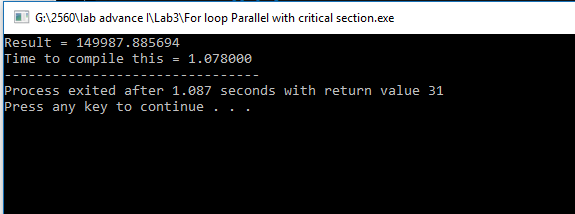 G:\2560\lab advance I\Lab3\For loop Parallel with critical section.exe
Result = 149987.885694
Time to compile this = 1.078000
--------------------------------
Process exited after 1.087 seconds with return value 31
Press any key to continue . . .